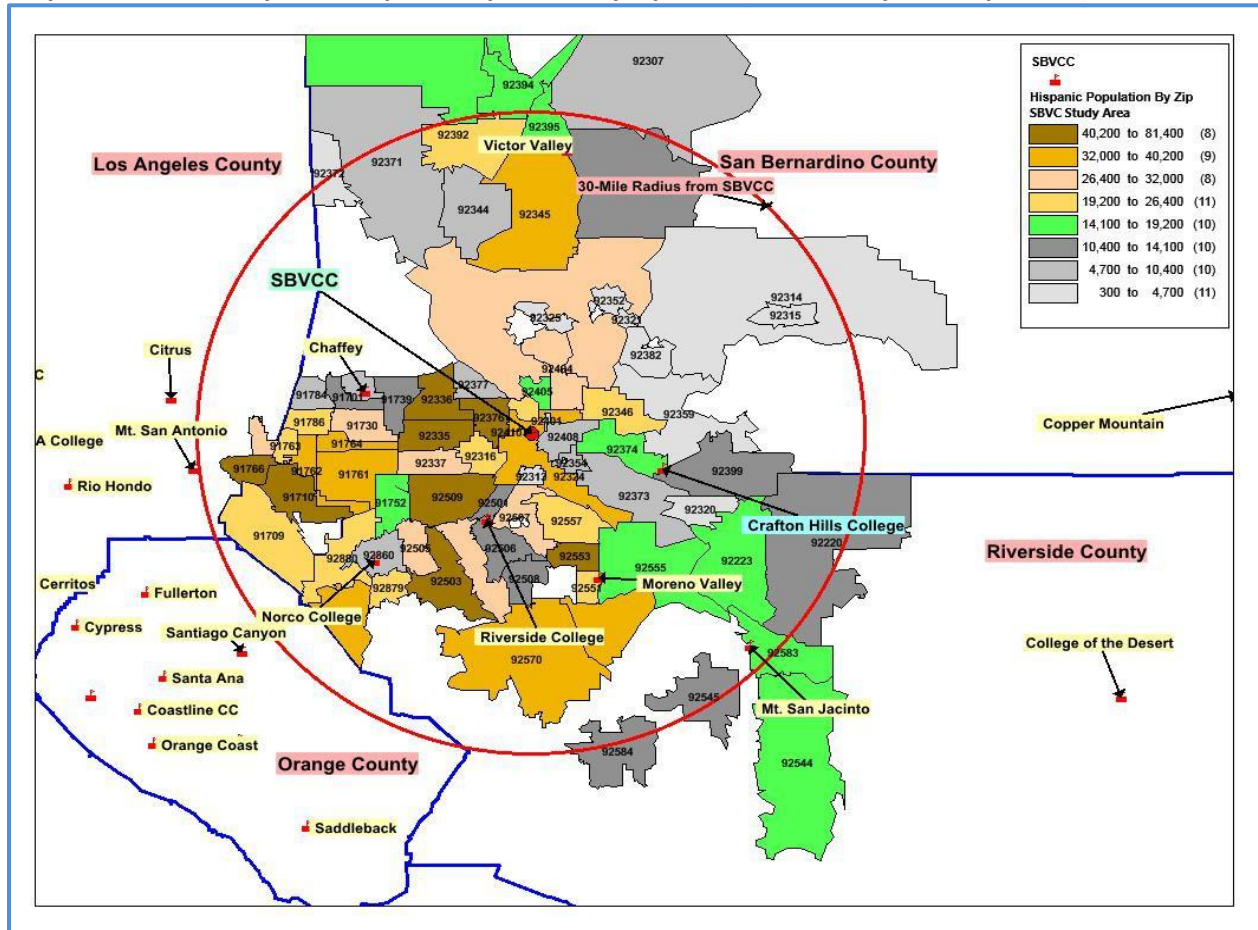 SBVCC
Hispanic Population By Zip
SBVC Study Area
40,200 to 81,400 (8)
32,000 to 40,200 (9)
26,400 to 32,000 (8)
19,200 to 26,400 (11)
14,100 to 19,200 (10)
10,400 to 14,100 (10)
4,700 to 10,400 (10)
300 to 4,700 (11)
92307
92394
92395
92392
Victor Valley
Los Angeles County
92371
San Bernardino County
92372
30-Mile Radius from SBVCC
92344
92345
SBVCC
92352
92314
92325
92321
92315
Citrus
Chaffey
92382
C
92404
91784
91701
91739
92336
92377
92405
92346
92359
Copper Mountain
A College
Mt. San Antonio
91786
91730
92376
92401
92410
92408
91763
91764
92335
92374
91766
91762
91761
92337
92316
92354
92399
Rio Hondo
92313
92324
91710
91752
92509
92501
92373
92320
Crafton Hills College
92507
92557
91709
92506
92220
Riverside County
92880
92860
92505
92553
92555
92223
Cerritos
Fullerton
92879
92503
92508
92551
Moreno Valley
Norco College
Cypress
Santiago Canyon
Riverside College
92583
College of the Desert
92570
Santa Ana
92545
Mt. San Jacinto
Coastline CC
Orange Coast
92584
Orange County
92544
Saddleback